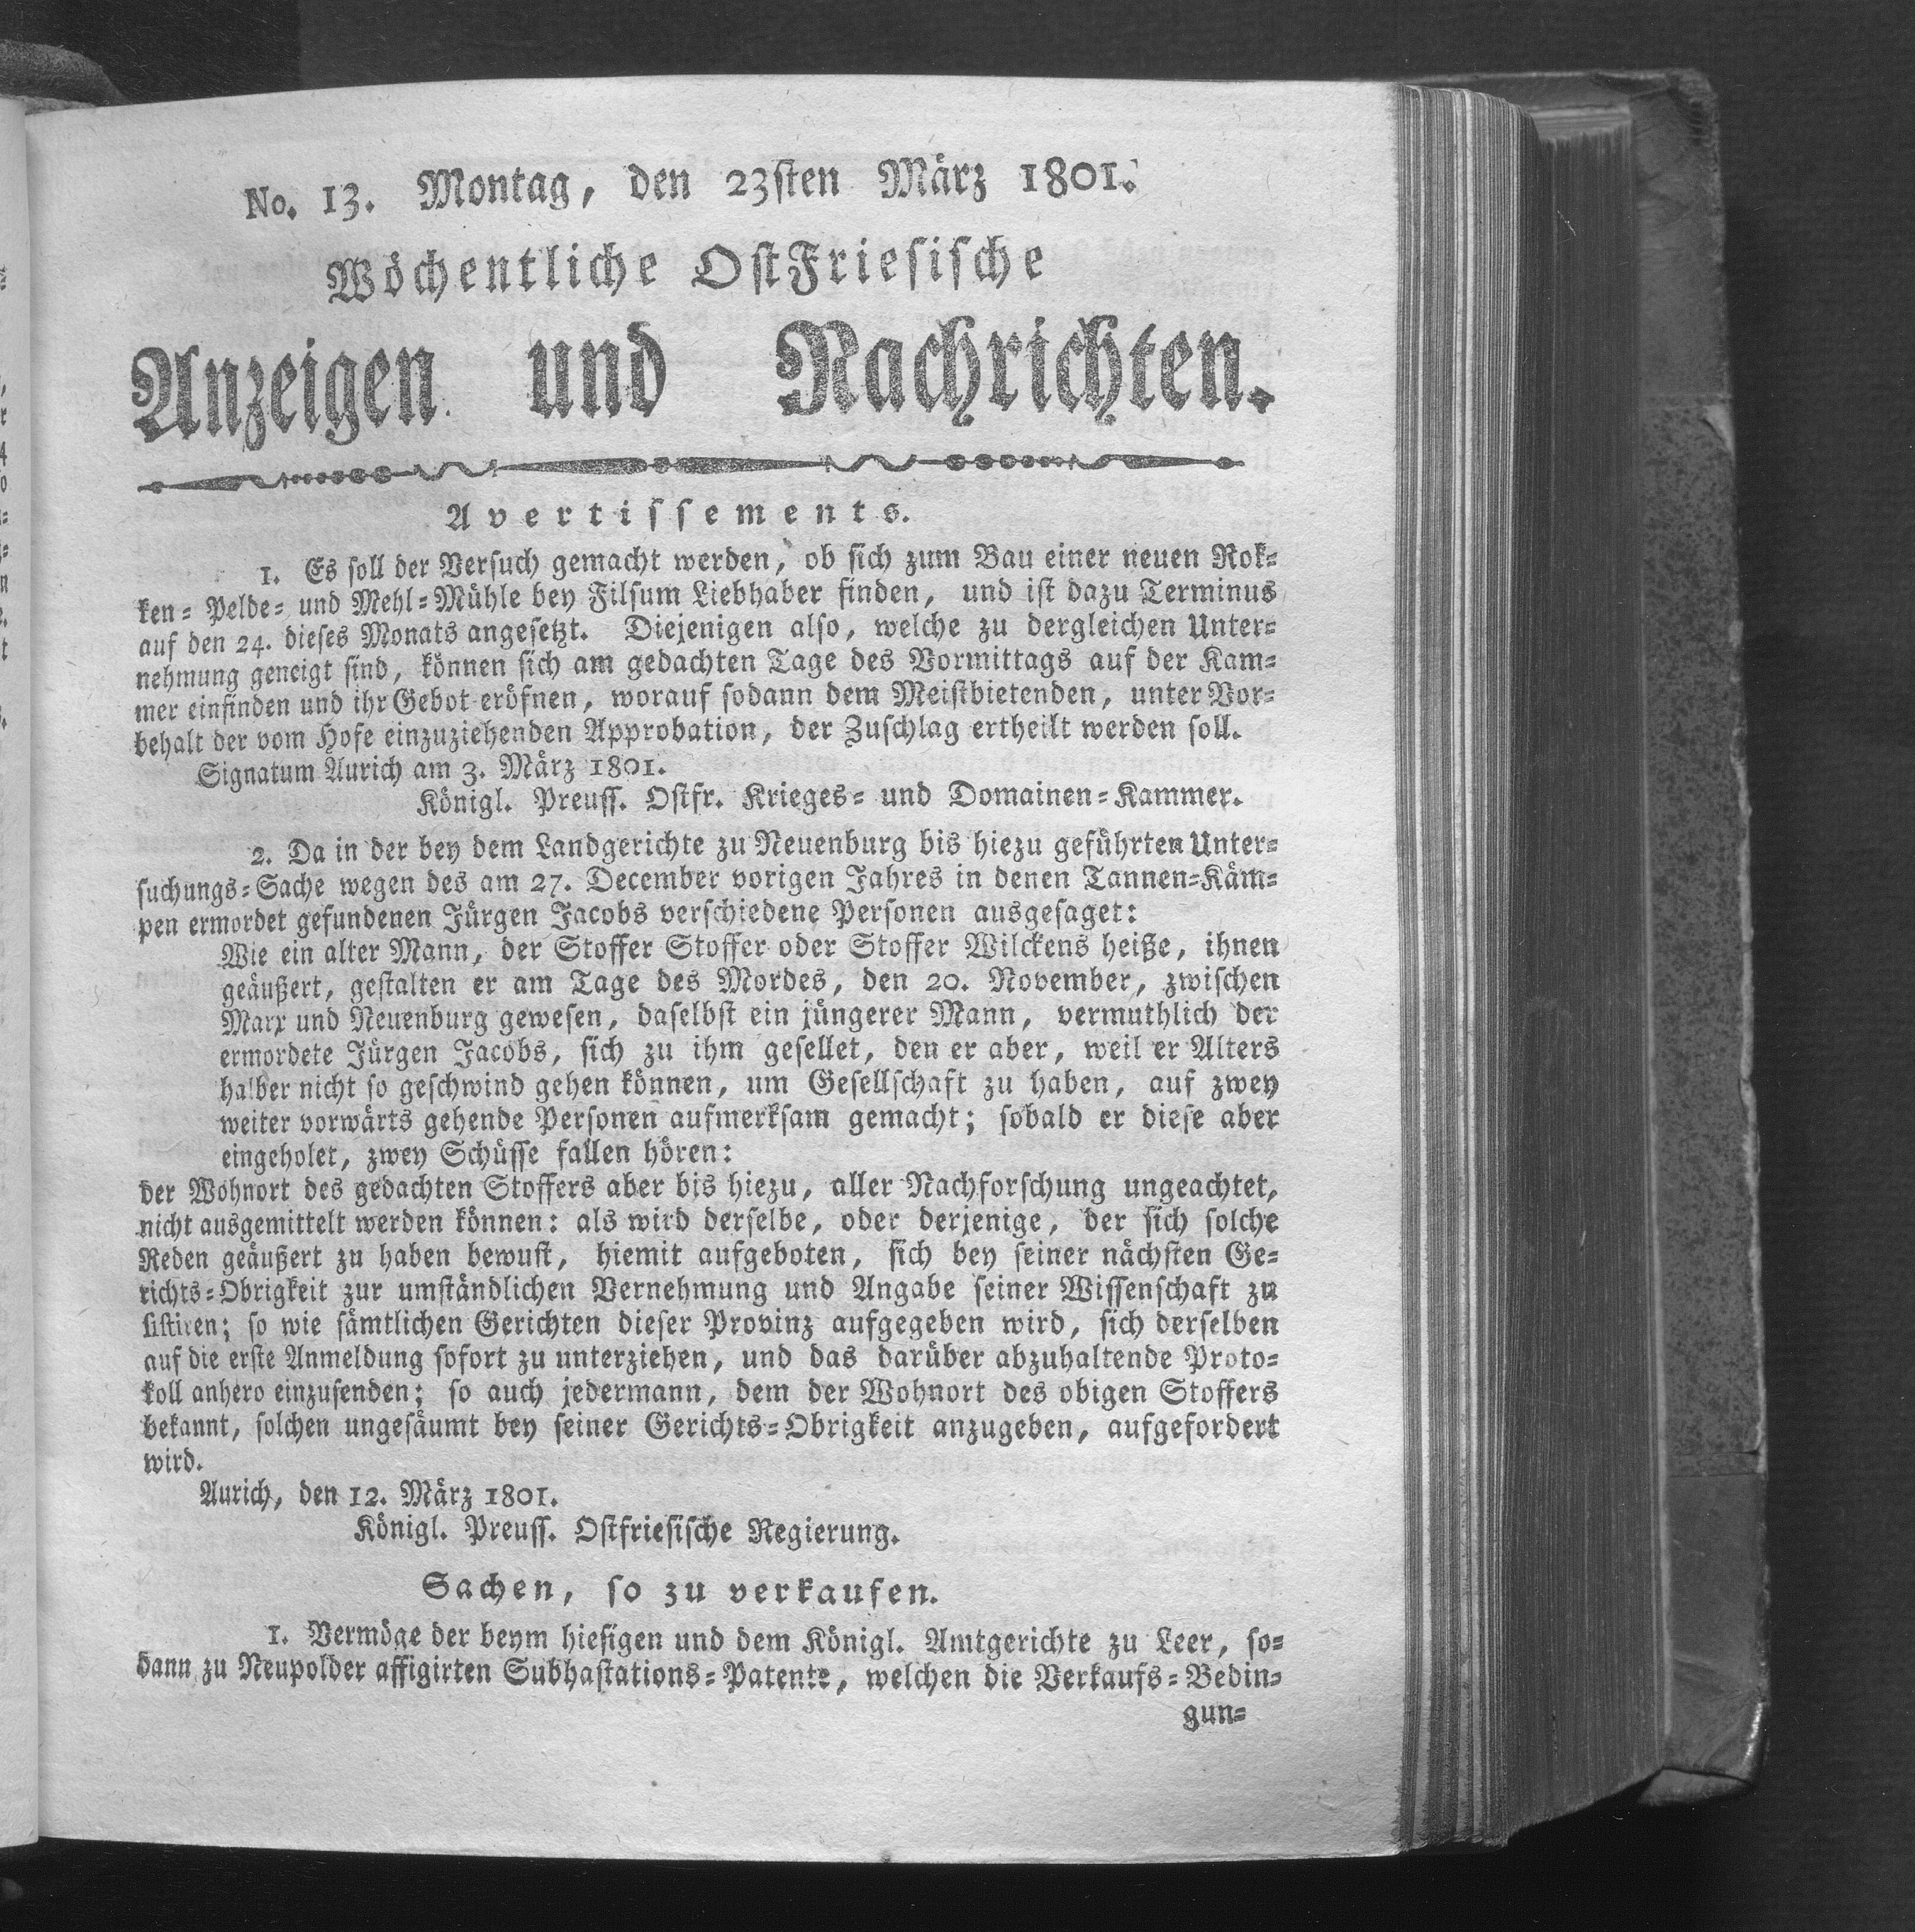 No. 13. Montag, den 23sten März 1801.
Wöchentliche OstFriesische
Anzeigen und Nachrichten.
Avertissements.
1. Es soll der Versuch gemacht werden, ob sich zum Bau einer neuen Rok-
ken- Pelde- und Mehl-Mühle bey Filsum Liebhaber finden, und ist dazu Terminus
auf den 24. dieses Monats angesetzt. Diejenigen also, welche zu dergleichen Unter-
nehmung geneigt sind, können sich am gedachten Tage des Vormittags auf der Kam-
mer einfinden und ihr Gebot eröfnen, worauf sodann dem Meistbietenden, unter Vor-
behalt der vom Hofe einzuziehenden Approbation, der Zuschlag ertheilt werden soll.
Signatum Aurich am 3. März 1801.
Königl. Preuss. Ostfr. Krieges- und Domainen-Kammer.
2. Da in der bey dem Landgerichte zu Neuenburg bis hiezu geführten Unter-
suchungs-Sache wegen des am 27. December vorigen Jahres in denen Tannen-Käm-
pen ermordet gefundenen Jürgen Jacobs verschiedene Personen ausgesaget:
Wie ein alter Mann, der Stoffer Stoffer oder Stoffer Wilckens heiße, ihnen
geäußert, gestalten er am Tage des Mordes, den 20. November, zwischen
Marx und Neuenburg gewesen, daselbst ein jüngerer Mann, vermuthlich der
ermordete Jürgen Jacobs, sich zu ihm gesellet, den er aber, weil er Alters
halber nicht so geschwind gehen können, um Gesellschaft zu haben, auf zwey
weiter vorwärts gehende Personen aufmerksam gemacht; sobald er diese aber
eingeholet, zwey Schüsse fallen hören:
der Wohnort des gedachten Stoffers aber bis hiezu, aller Nachforschung ungeachtet,
nicht ausgemittelt werden können: als wird derselbe, oder derjenige, der sich solche
Reden geäußert zu haben bewust, hiemit aufgeboten, sich bey seiner nächsten Ge-
richts-Obrigkeit zur umständlichen Vernehmung und Angabe seiner Wissenschaft zu
sistiren; so wie sämtlichen Gerichten dieser Provinz aufgegeben wird, sich derselben
auf die erste Anmeldung sofort zu unterziehen, und das darüber abzuhaltende Proto-
koll anhero einzusenden; so auch jedermann, dem der Wohnort des obigen Stoffers
bekannt, solchen ungesäumt bey seiner Gerichts-Obrigkeit anzugeben, aufgefordert
wird.
Aurich, den 12. März 1801.
Königl. Preuss. Ostfriesische Regierung.
Sachen, so zu verkaufen.
1. Vermöge der beym hiesigen und dem Königl. Amtgerichte zu Leer, so-
dann zu Neupolder affigirten Subhastations-Patente, welchen die Verkaufs-Bedin-
gun-